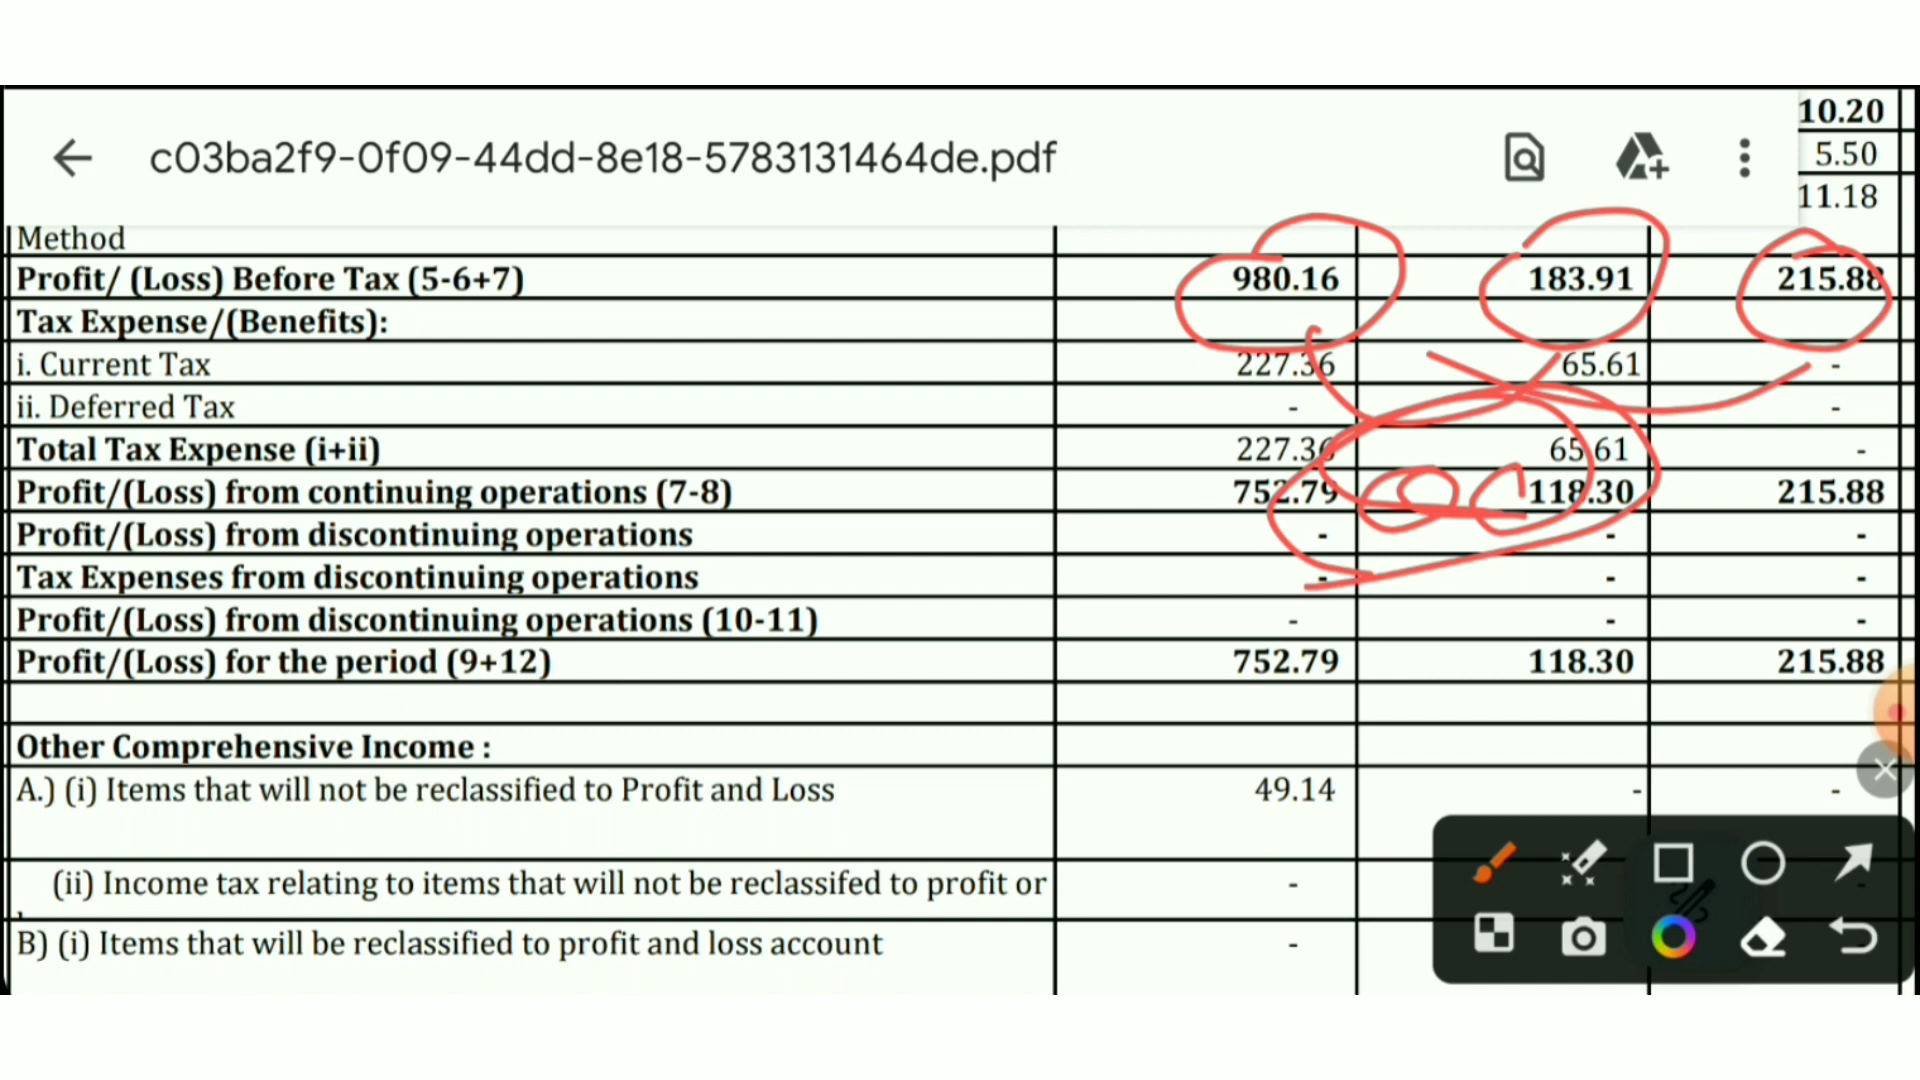 10.20
c03ba2f9-0f09-44dd-8e18-5783131464de.pdf 5.50
11.18
Method
Profit/ (Loss) Before Tax (5-6+7) 980.16 183.91 215.88
Tax Expense/(Benefits):
i. Current Tax 227.36 65.61 -
ii. Deferred Tax - -
Total Tax Expense (i+ii) 227.36 65.61 -
Profit/(Loss) from continuing operations (7-8) 752.79 118.30 215.88
Profit/(Loss) from discontinuing operations - - -
Tax Expenses from discontinuing operations - - -
Profit/(Loss) from discontinuing operations (10-11) - - -
Profit/(Loss) for the period (9+12) 752.79 118.30 215.88
Other Comprehensive Income :
A.) (i) Items that will not be reclassified to Profit and Loss 49.14 - -
(ii) Income tax relating to items that will not be reclassifed to profit or -
B) (i) Items that will be reclassified to profit and loss account -